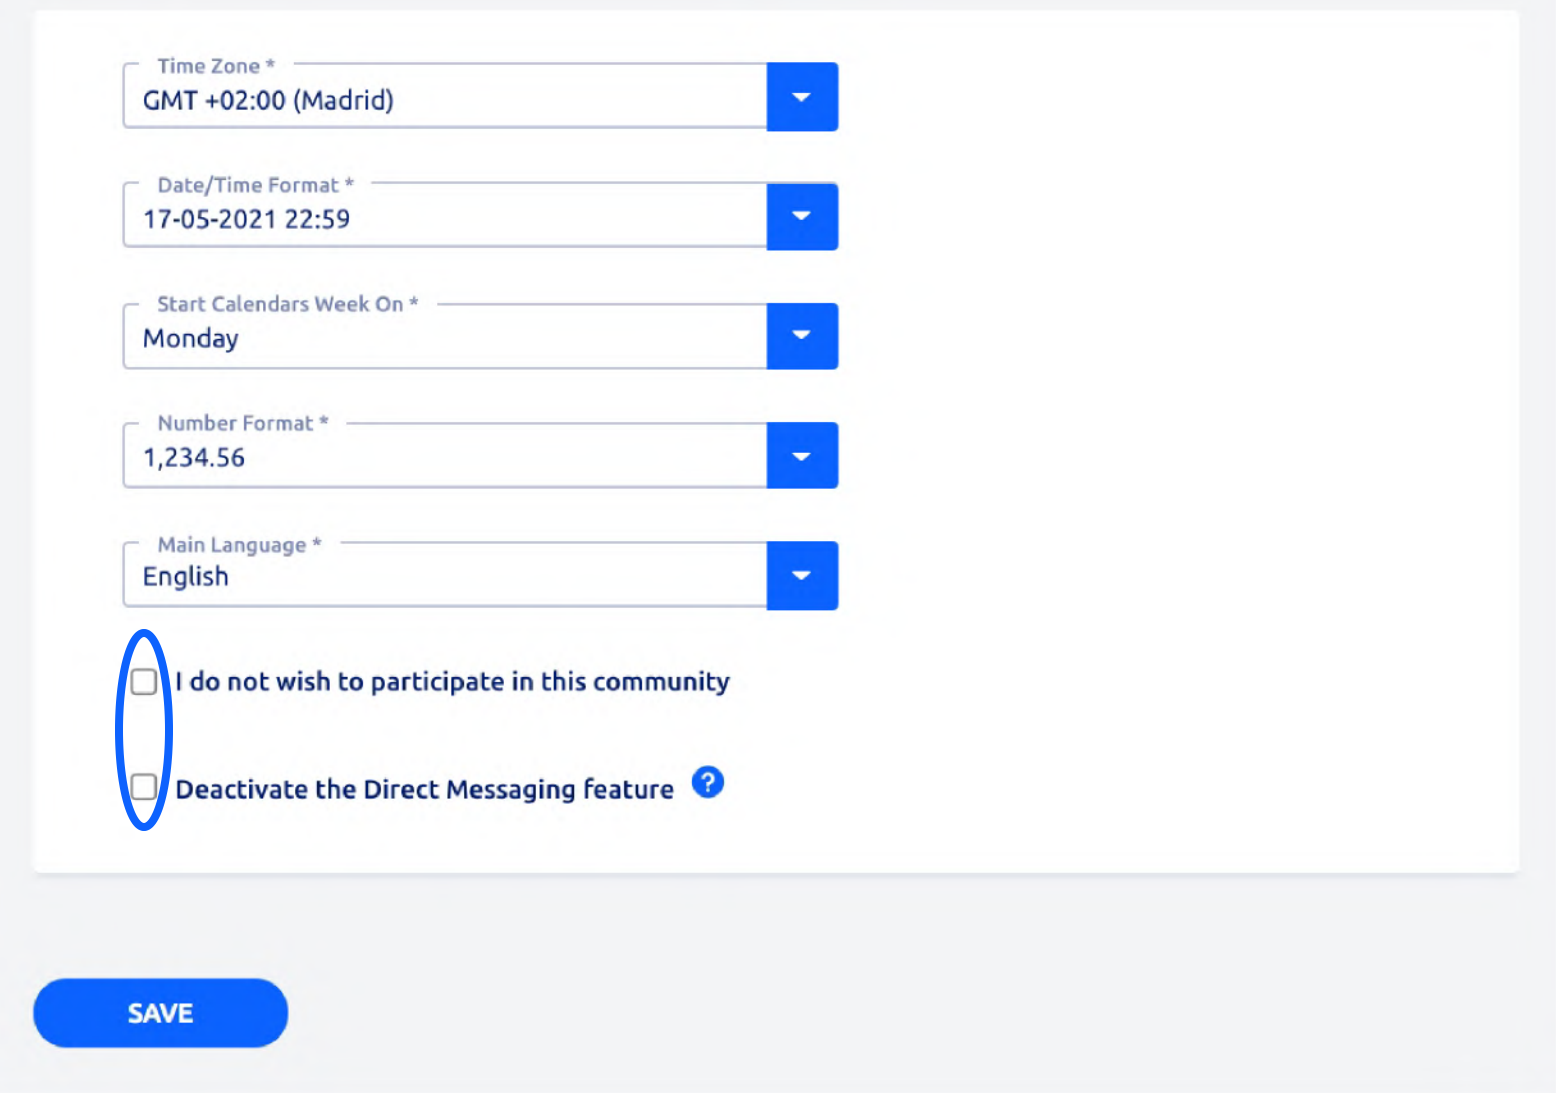 Time Zone *
GMT +02:00 (Madrid)
Date/Time Format *
17-05-2021 22:59
Start Calendars Week On *
Monday
Number Format *
1,234.56
Main Language *
English
I do not wish to participate in this community
Deactivate the Direct Messaging feature ?
SAVE